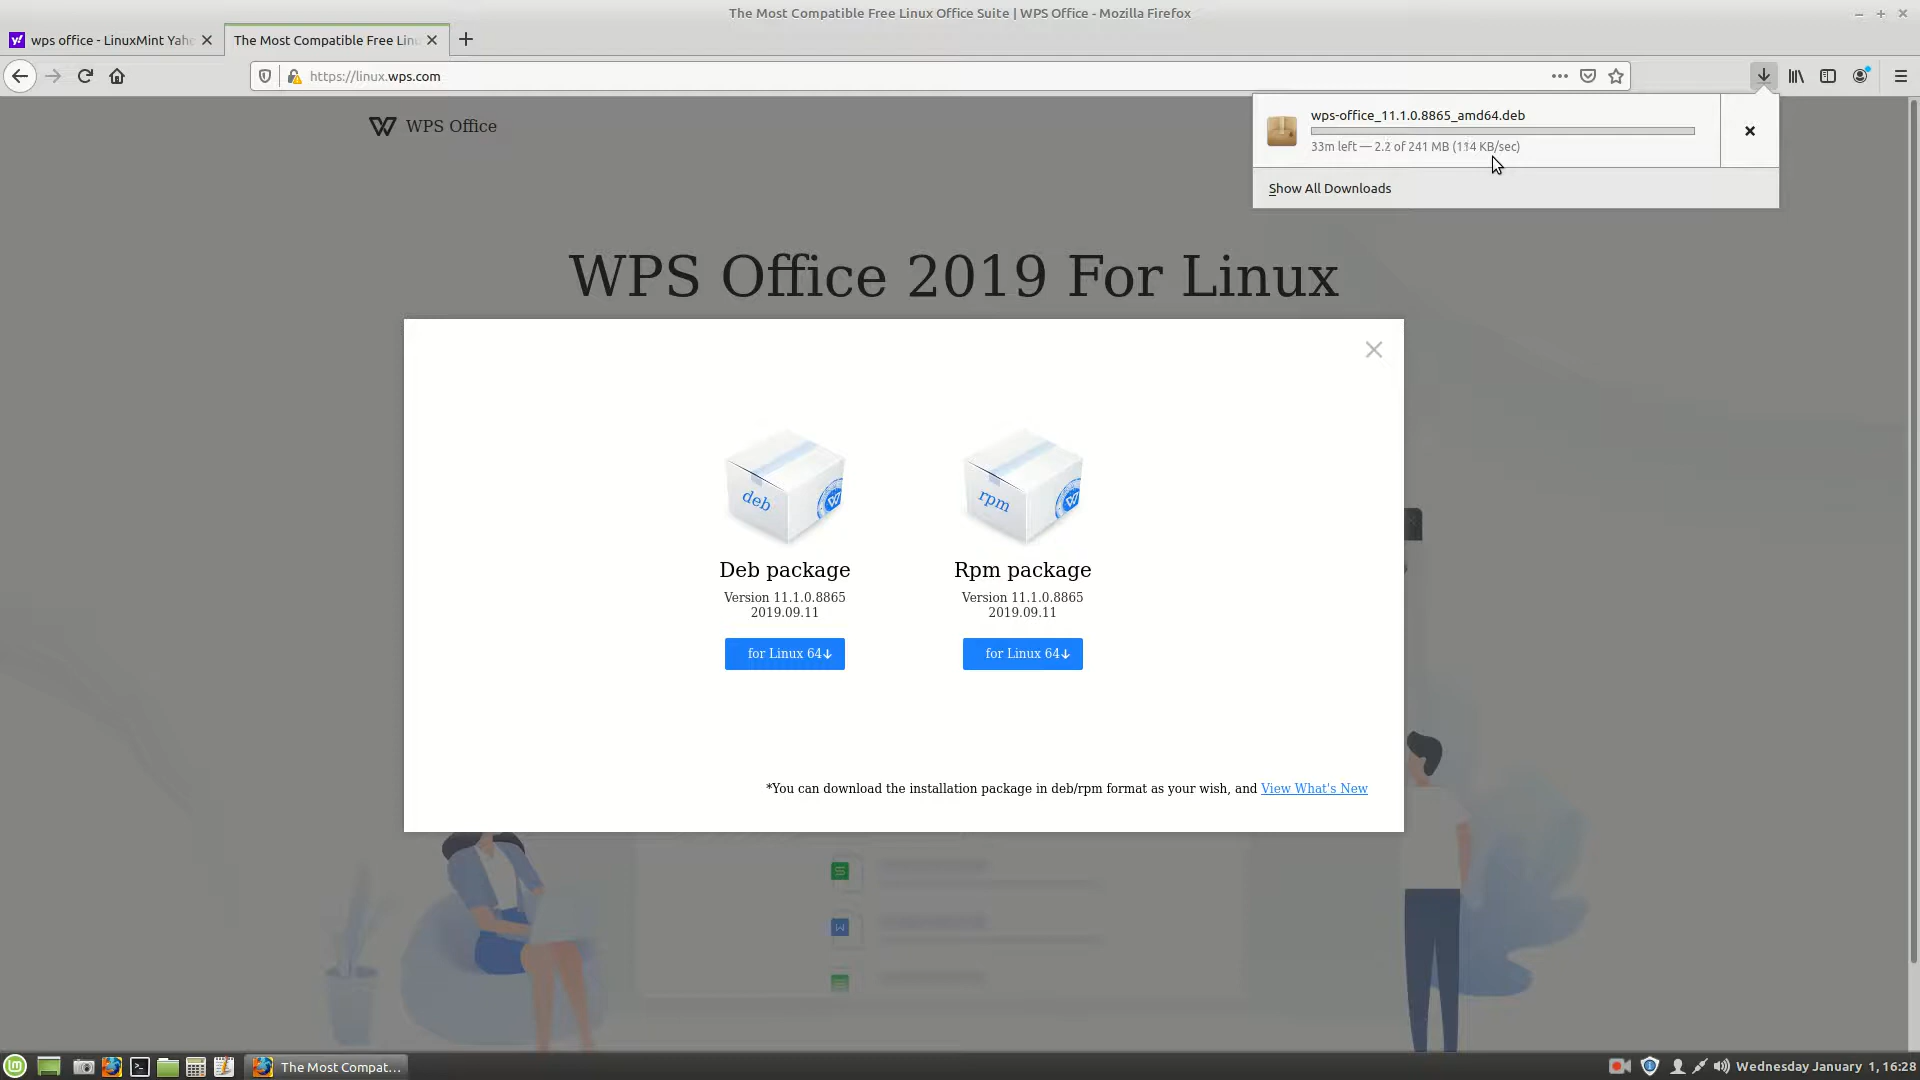 The Most Compatible Free Linux Office Suite | WPS Office - Mozilla Firefox
wps office - LinuxMint Yaho
The Most Compatible Free Linu
https://linux.wps.com
wps-office_11.1.0.8865_amd64.deb
33m left — 2.2 of 241 MB (114 KB/sec)
Show All Downloads
WPS Office
WPS Office 2019 For Linux
deb
rpm
Deb package
Rpm package
Version 11.1.0.8865
2019.09.11
Version 11.1.0.8865
2019.09.11
for Linux 64↓
for Linux 64↓
*You can download the installation package in deb/rpm format as your wish, and View What's New
The Most Compat...
Wednesday January 1, 16:28